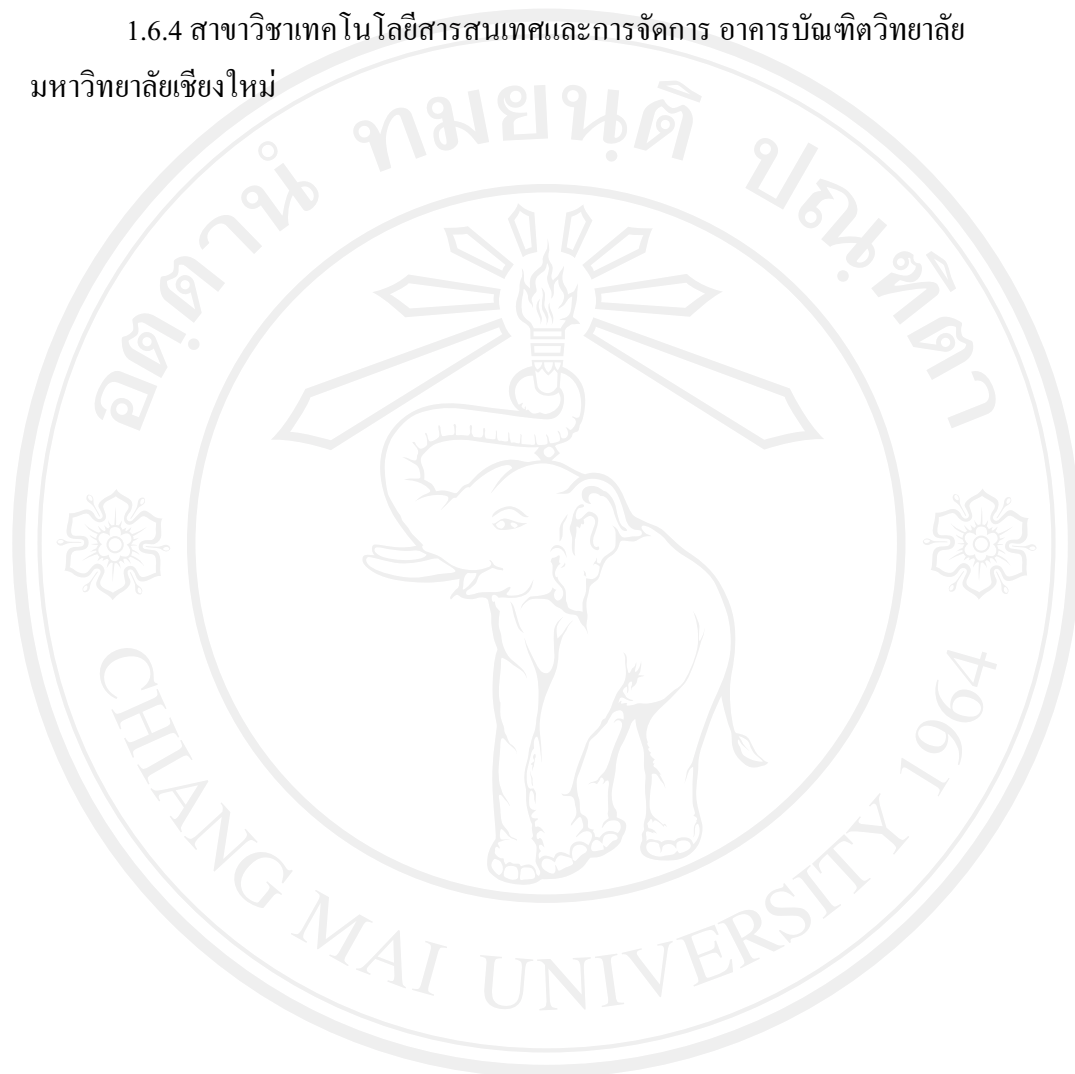 1.6.4 สาขาวิชาเทคโนโลยีสารสนเทศและการจัดการ อาคารบัณฑิตวิทยาลัย
มหาวิทยาลัยเชียงใหม่
อตฺตานํ ทมยนฺติ ปณฺฑิตา
CHIANG MAI UNIVERSITY 1964